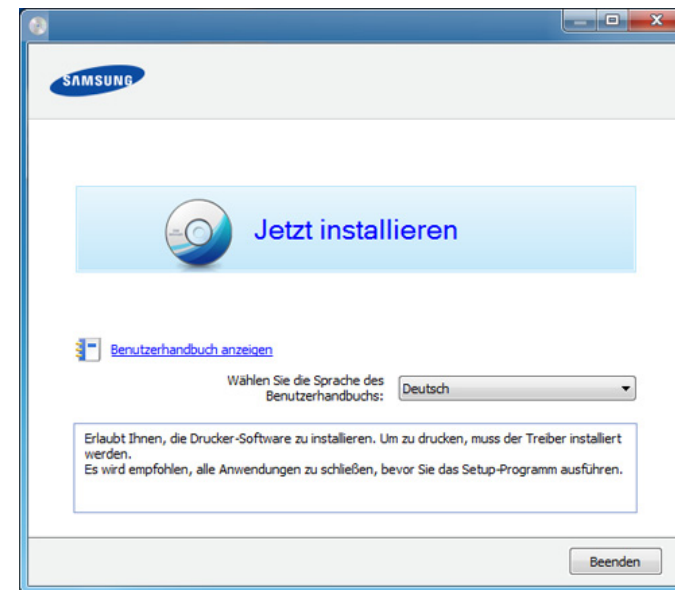 SAMSUNG
Jetzt installieren
Benutzerhandbuch anzeigen
Wählen Sie die Sprache des
Benutzerhandbuchs:
Deutsch
Erlaubt Ihnen, die Drucker-Software zu installieren. Um zu drucken, muss der Treiber installiert
werden.
Es wird empfohlen, alle Anwendungen zu schließen, bevor Sie das Setup-Programm ausführen.
Beenden